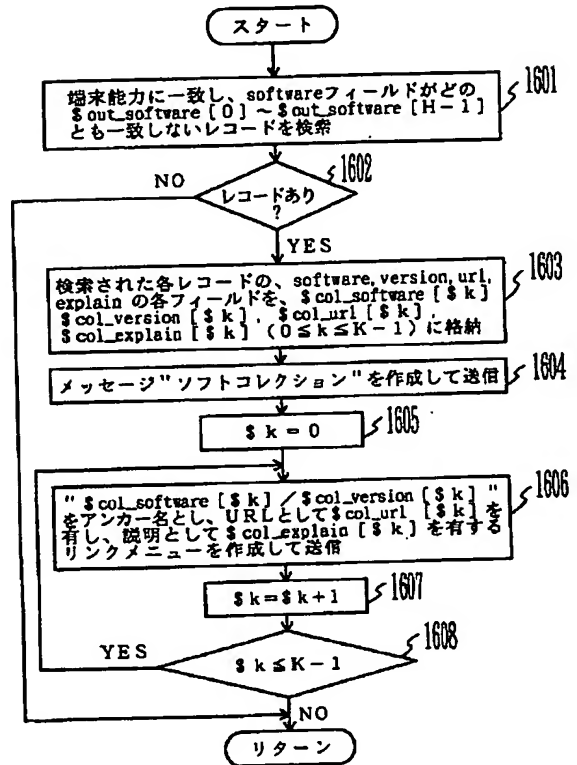 スタート
端末能力に一致し、softwareフィールドがどの
$out_software [0] ~ $out_software [H-1]
とも一致しないレコードを検索
1601
1602
NO
レコードあり
?
YES
検索された各レコードの、software, version, url,
explain の各フィールドを、$col_software [$k]
$col_version [$k] , $col_url [$k] ,
$col_explain [$k] (0≦k≦K-1) に格納
1603
メッセージ"ソフトコレクション"を作成して送信
1604
$k=0
1605
" $col_software [$k] / $col_version [$k] "
をアンカー名とし、URLとして$col_url [$k] を
有し、説明として$col_explain [$k] を有する
リンクメニューを作成して送信
1606
$k=$k+1
1607
YES
$k≦K-1
1608
NO
リターン